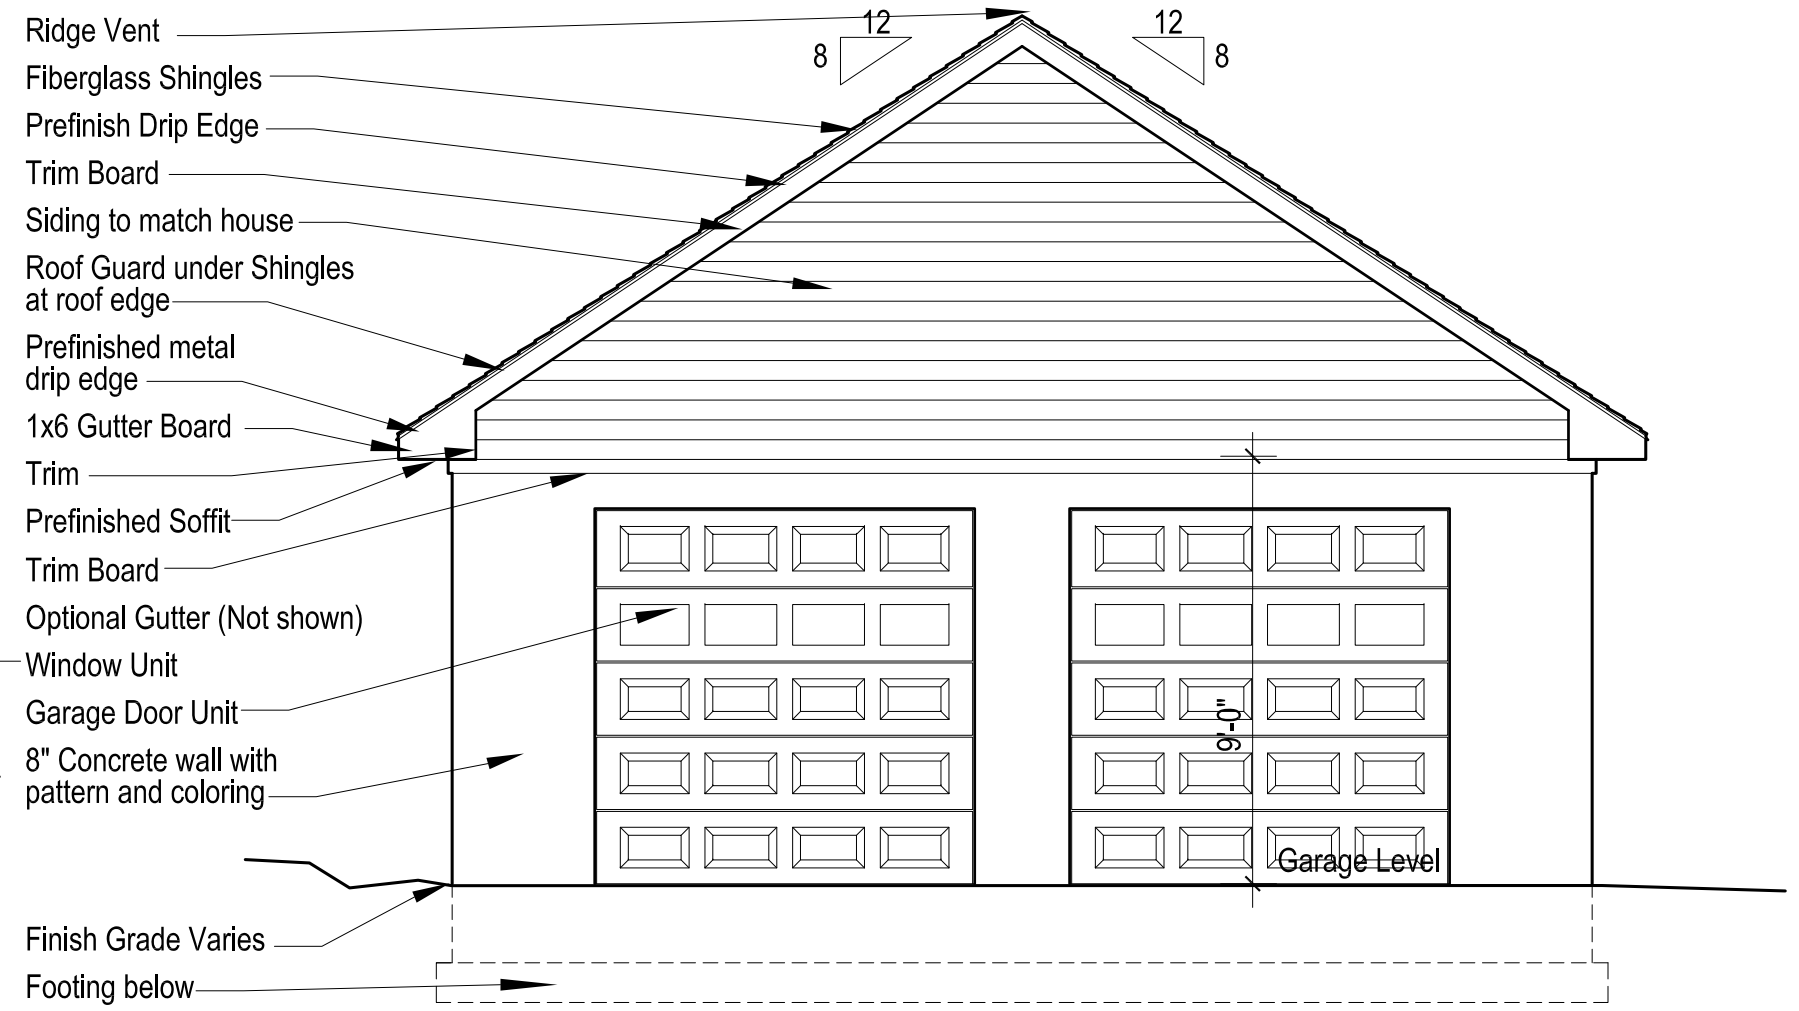 Ridge Vent
12
12
8
8
Fiberglass Shingles
Prefinish Drip Edge
Trim Board
Siding to match house
Roof Guard under Shingles
at roof edge
Prefinished metal
drip edge
1x6 Gutter Board
Trim
Prefinished Soffit
Trim Board
Optional Gutter (Not shown)
Window Unit
Garage Door Unit
9'-0"
8" Concrete wall with
pattern and coloring
Garage Level
Finish Grade Varies
Footing below